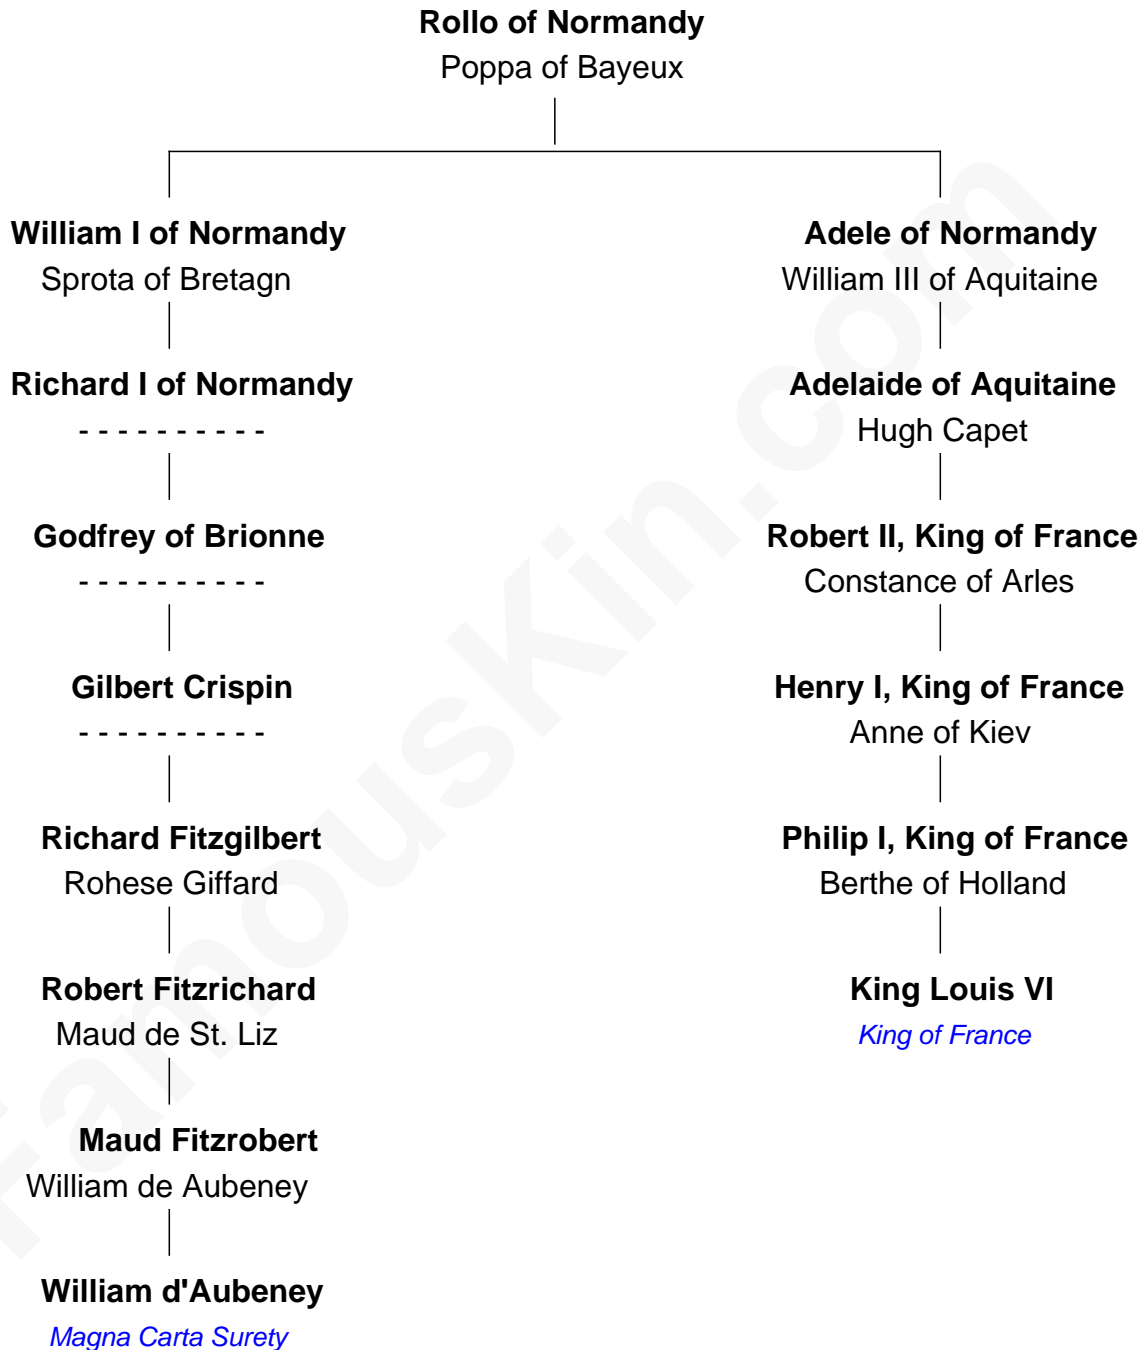 Rollo of Normandy
Poppa of Bayeux
William I of Normandy
Sprota of Bretagn
Richard I of Normandy
- - - - - - - - - -
Godfrey of Brionne
- - - - - - - - - -
Gilbert Crispin
- - - - - - - - - -
Richard Fitzgilbert
Rohese Giffard
Robert Fitzrichard
Maud de St. Liz
Maud Fitzrobert
William de Aubeney
William d'Aubeney
Magna Carta Surety
Adele of Normandy
William III of Aquitaine
Adelaide of Aquitaine
Hugh Capet
Robert II, King of France
Constance of Arles
Henry I, King of France
Anne of Kiev
Philip I, King of France
Berthe of Holland
King Louis VI
King of France
FamousKin.com